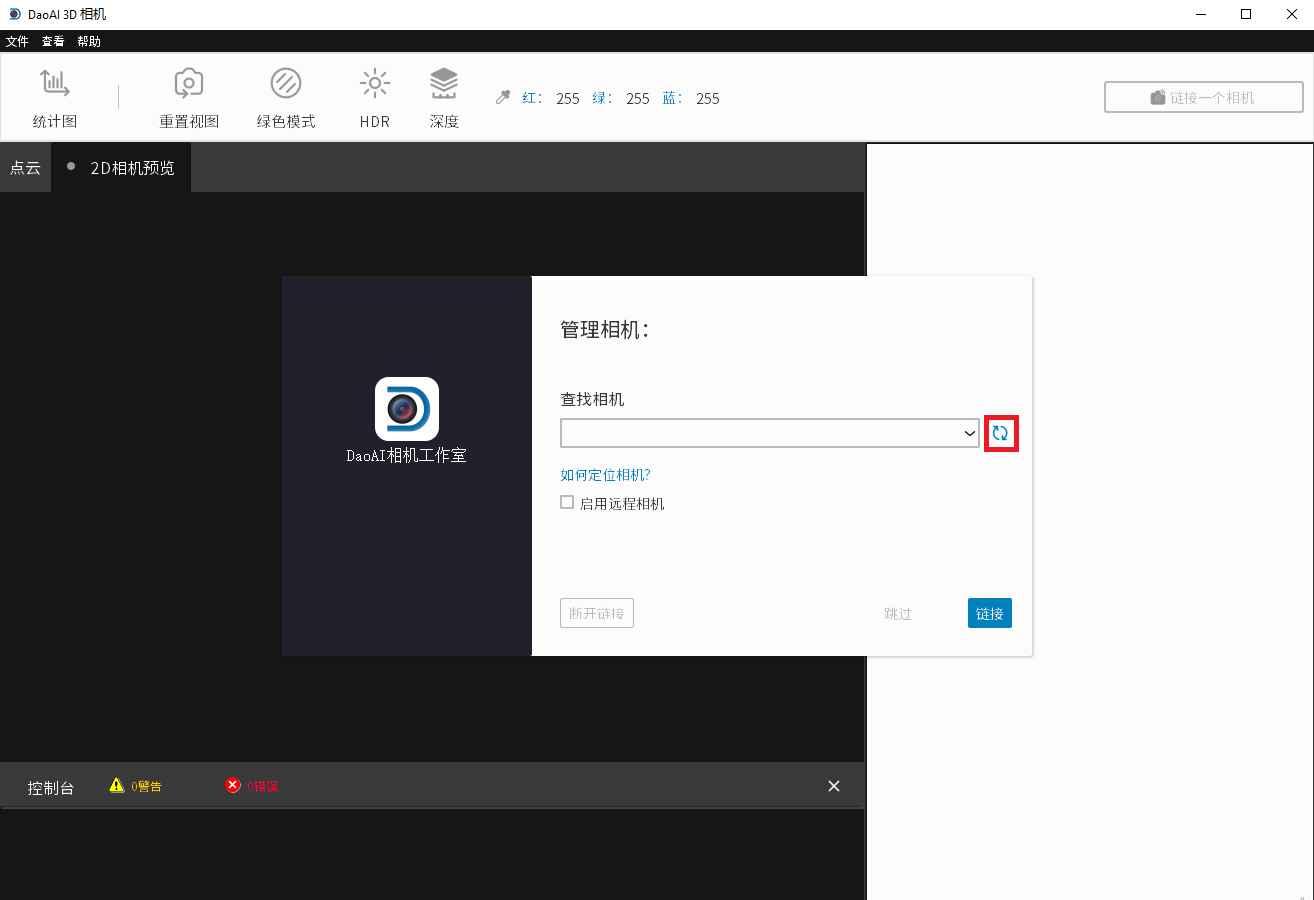 DaoAI 3D 相机
文件 查看 帮助
统计图 重置视图 绿色模式 HDR 深度 红: 255 绿: 255 蓝: 255 链接一个相机
点云 2D相机预览
管理相机:
查找相机
DaoAI相机工作室
如何定位相机?
启用远程相机
断开链接 跳过 链接
控制台 0警告 0错误